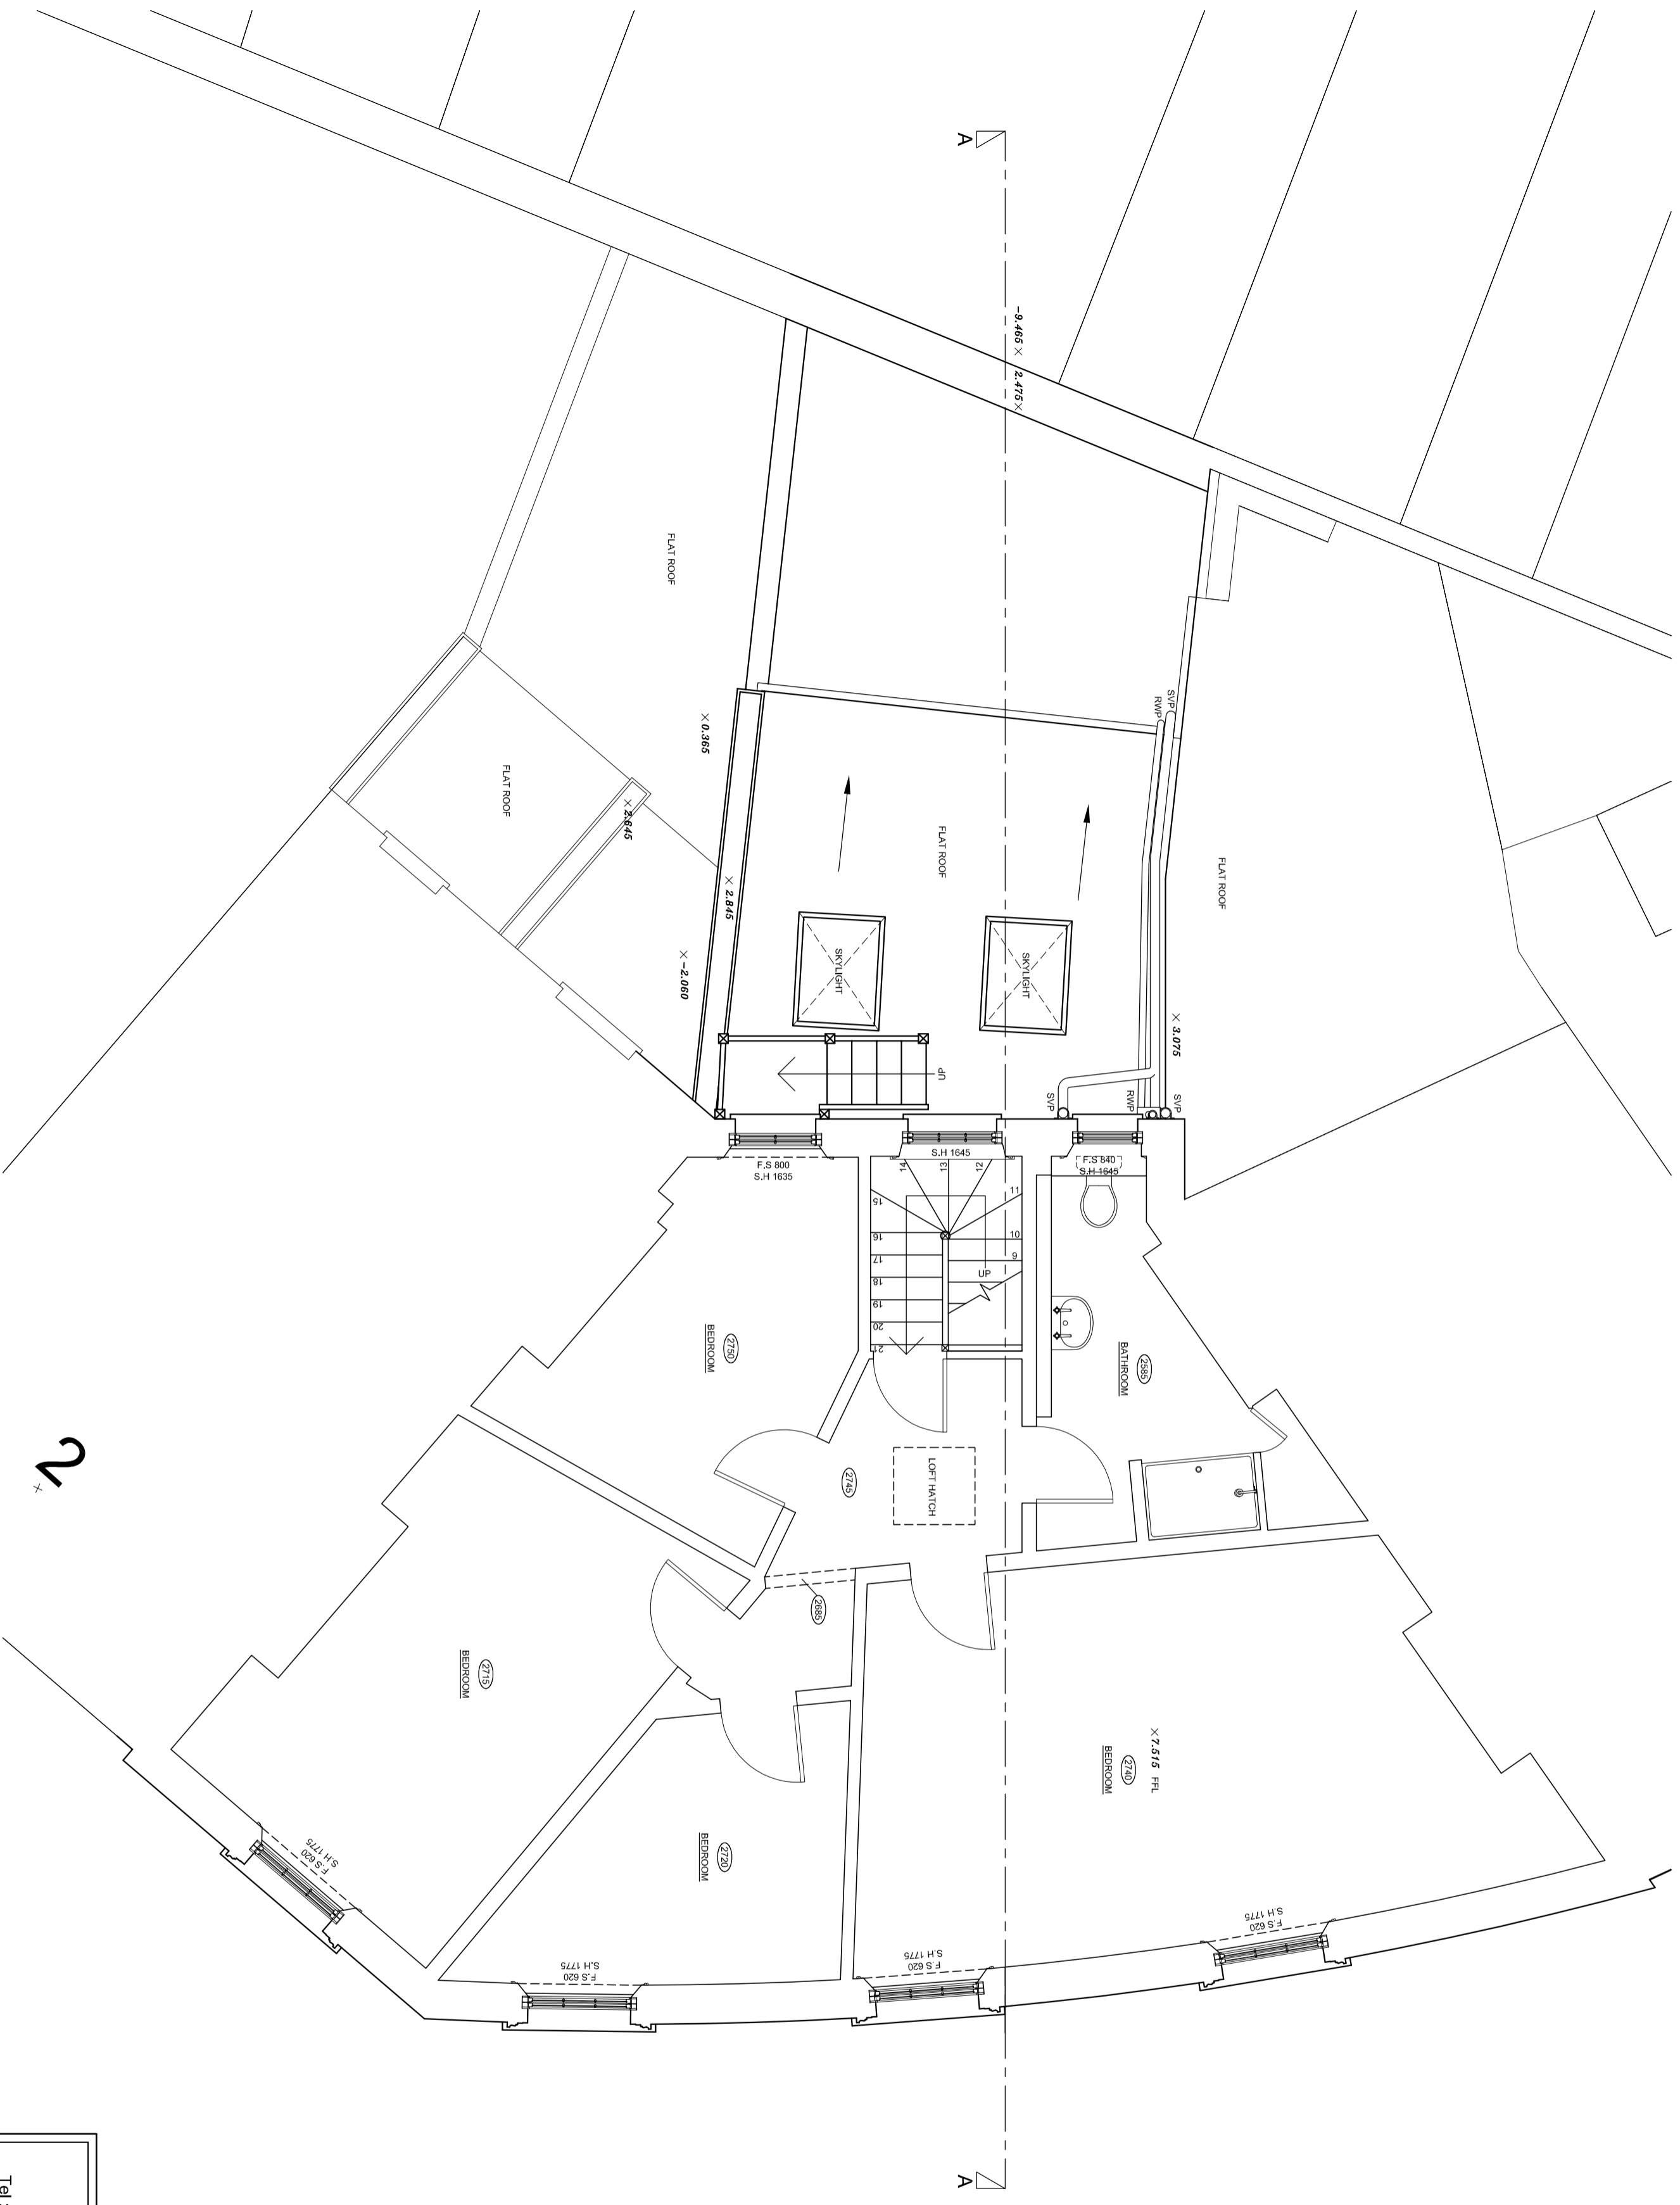 A
-9.465 × 2.475 ×
FLAT ROOF
SVP
RWP
× 0.365
FLAT ROOF
× 2.645
FLAT ROOF
FLAT ROOF
× 2.845
× -2.060
SKYLIGHT
SKYLIGHT
× 3.075
UP
SVP
RWP
SVP
F.S 800
S.H 1635
S.H 1645
F.S 840
S.H 1645
14
13
12
11
15
10
16
9
17
UP
18
19
20
21
2750
BEDROOM
2585
BATHROOM
2745
LOFT HATCH
2
×
2685
2715
BEDROOM
×7.515 FFL
2740
BEDROOM
2720
BEDROOM
F.S 620
S.H 1775
F.S 620
S.H 1775
F.S 620
S.H 1775
F.S 620
S.H 1775
A